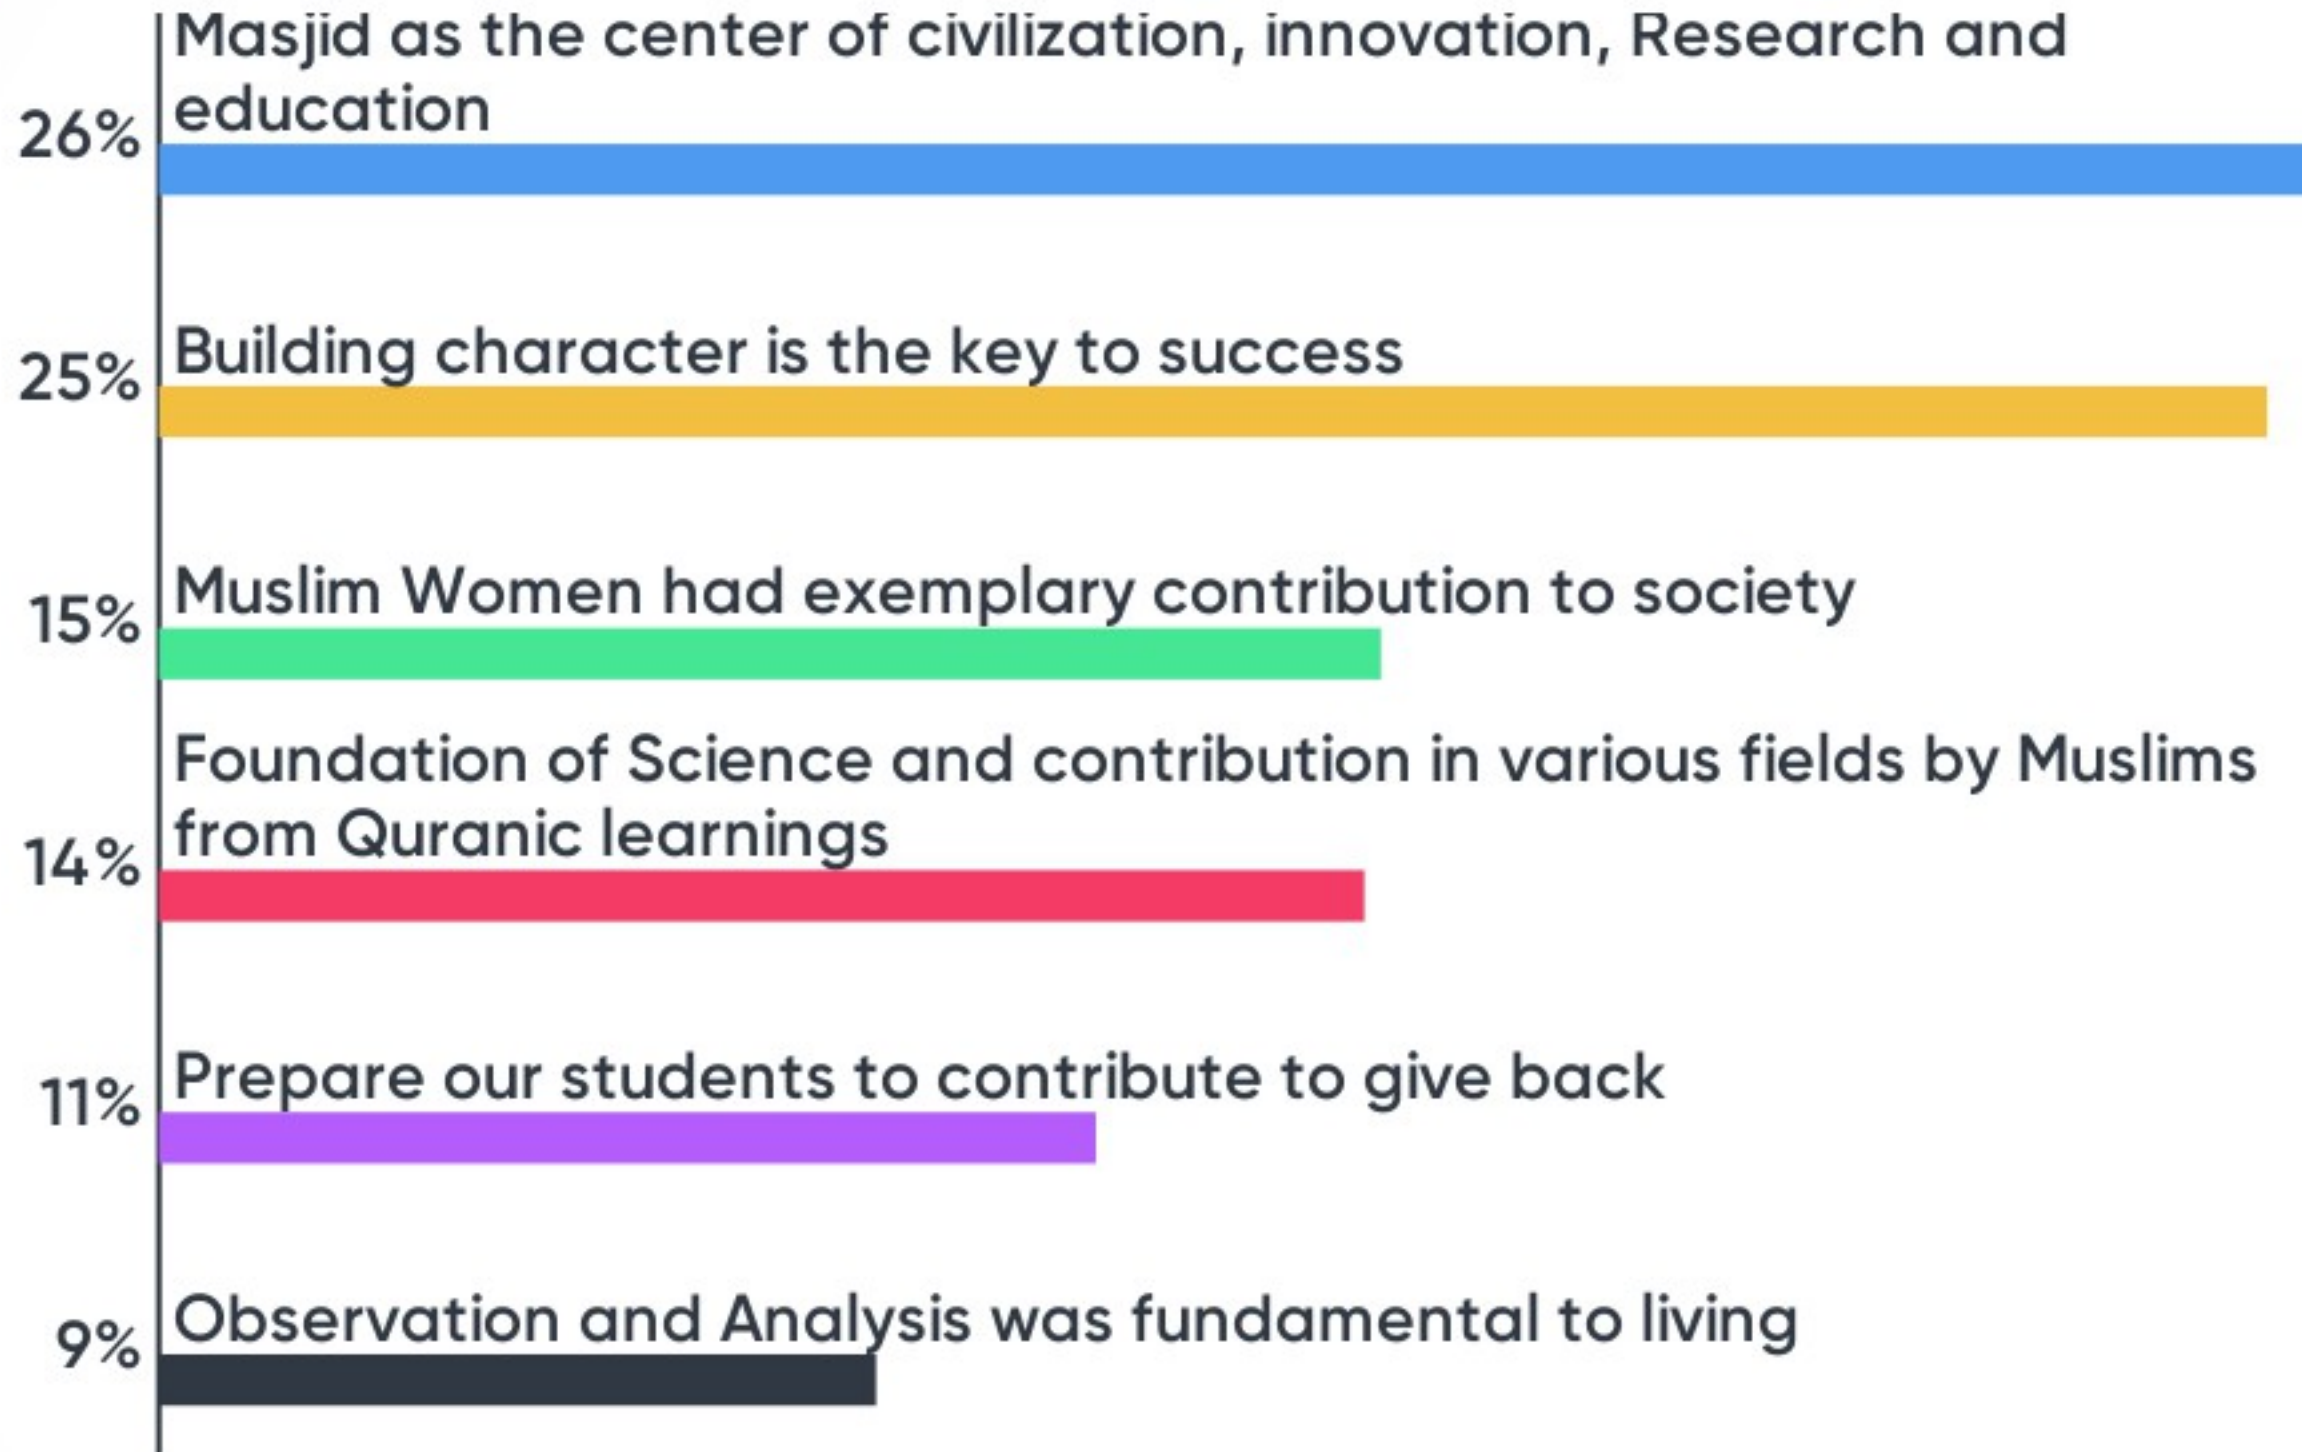 Masjid as the center of civilization, innovation, Research and
education
26%
Building character is the key to success
25%
Muslim Women had exemplary contribution to society
15%
Foundation of Science and contribution in various fields by Muslims
from Quranic learnings
14%
Prepare our students to contribute to give back
11%
Observation and Analysis was fundamental to living
9%